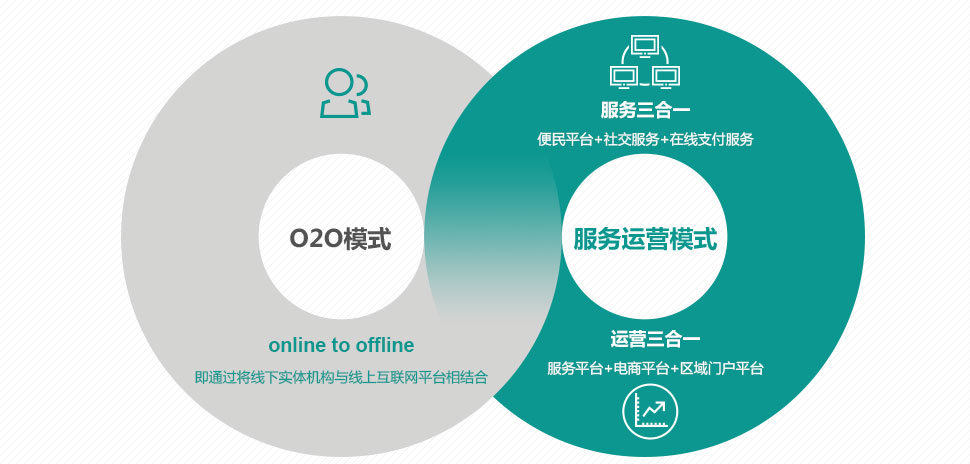 O2O模式
online to offline
即通过将线下实体机构与线上互联网平台相结合
服务三合一
便民平台+社交服务+在线支付服务
服务运营模式
运营三合一
服务平台+电商平台+区域门户平台